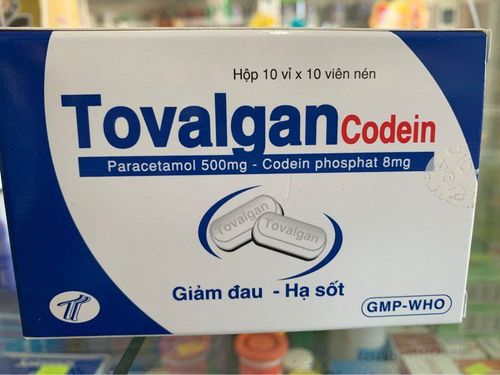 Hộp 10 vỉ x 10 viên nén
Tovalgan Codein
Paracetamol 500mg - Codein phosphat 8mg
Tovalgan
Tovalgan
Giảm đau - Hạ sốt
GMP-WHO